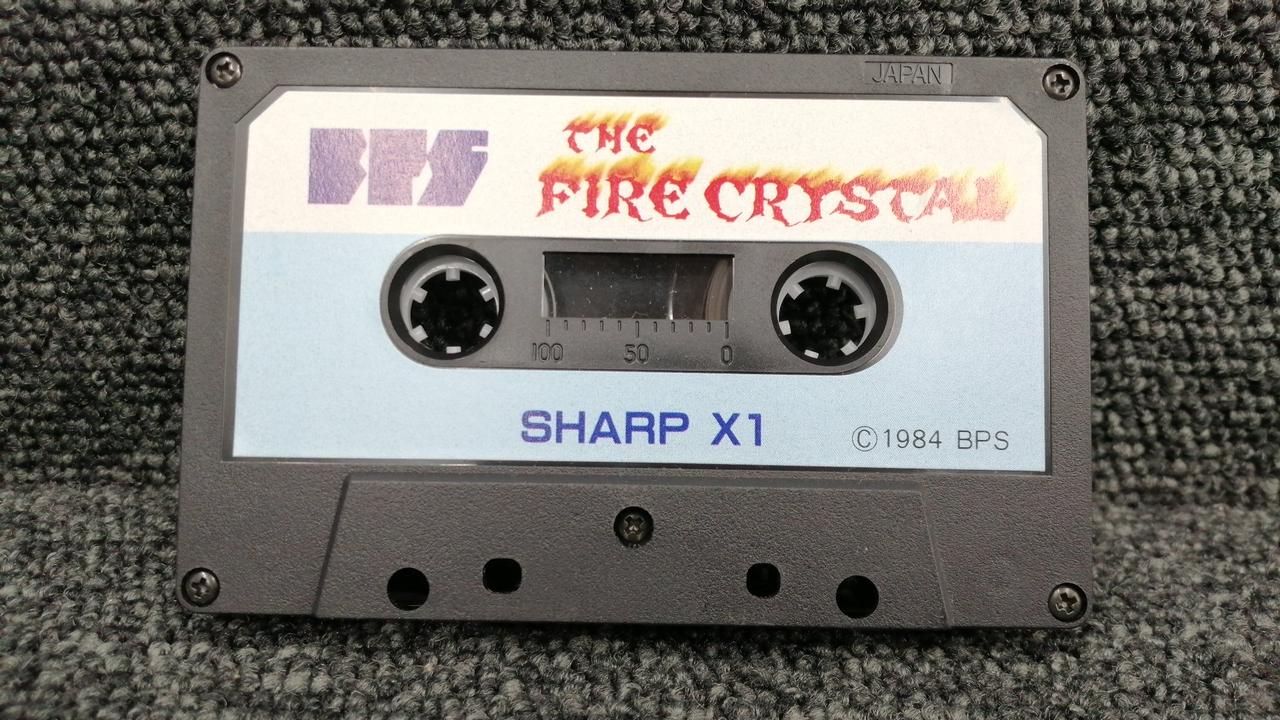 JAPAN
BPS
THE
FIRE CRYSTAL
100 50 0
SHARP X1
©1984 BPS